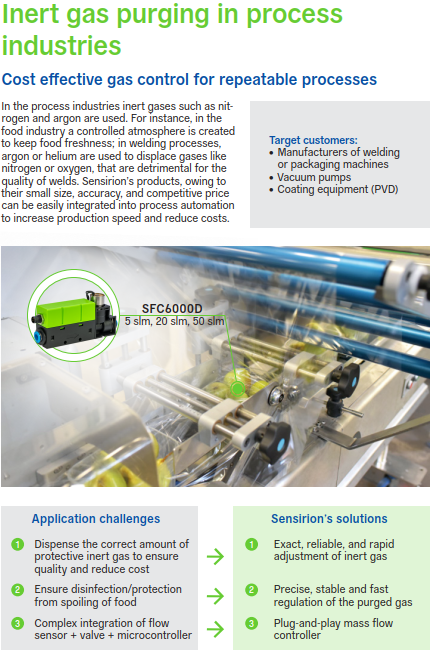 Inert gas purging in process
industries
Cost effective gas control for repeatable processes
In the process industries inert gases such as nit-
rogen and argon are used. For instance, in the
food industry a controlled atmosphere is created
to keep food freshness; in welding processes,
argon or helium are used to displace gases like
nitrogen or oxygen, that are detrimental for the
quality of welds. Sensirion's products, owing to
their small size, accuracy, and competitive price
can be easily integrated into process automation
to increase production speed and reduce costs.
Target customers:
• Manufacturers of welding
or packaging machines
• Vacuum pumps
• Coating equipment (PVD)
SFC6000D
5 slm, 20 slm, 50 slm
Application challenges
1 Dispense the correct amount of
protective inert gas to ensure
quality and reduce cost
2 Ensure disinfection/protection
from spoiling of food
3 Complex integration of flow
sensor + valve + microcontroller
Sensirion's solutions
1 Exact, reliable, and rapid
adjustment of inert gas
2 Precise, stable and fast
regulation of the purged gas
3 Plug-and-play mass flow
controller